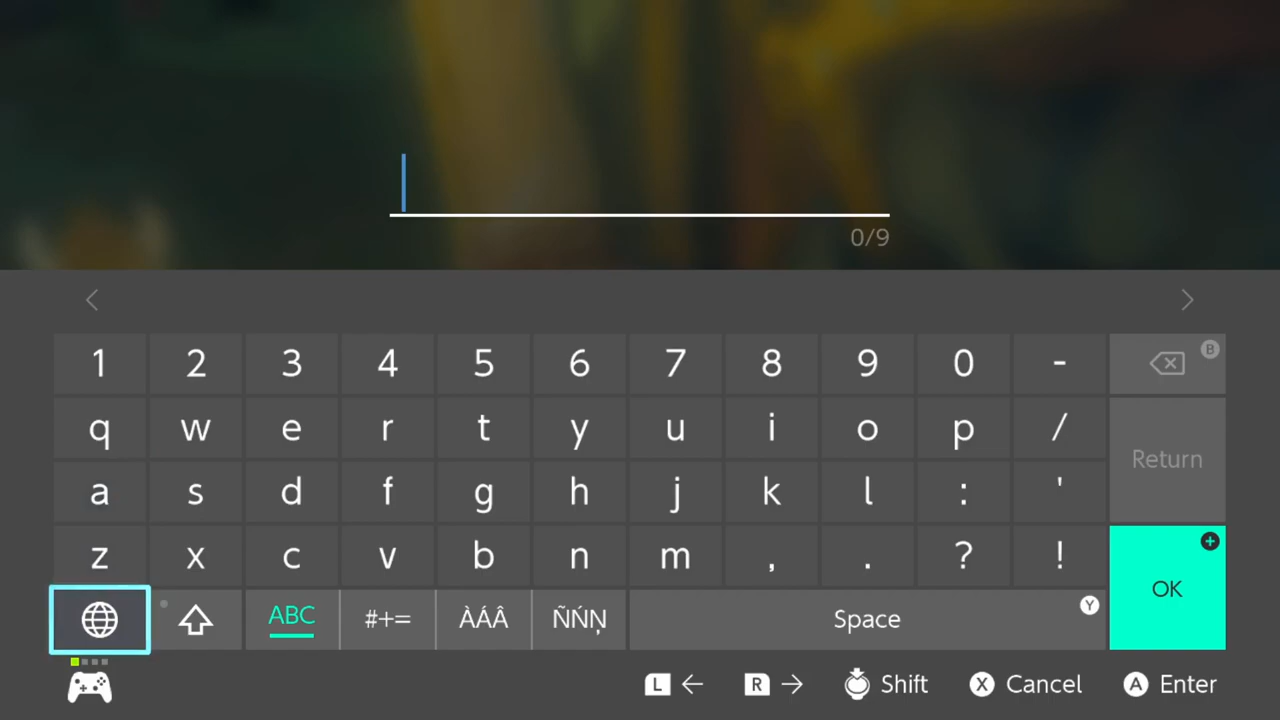 0/9
1 2 3 4 5 6 7 8 9 0 - B
q w e r t y u i o p /
Return
a s d f g h j k l : '
z x c v b n m , . ? ! +
OK
ABC #+= ÀÁÂ ÑŃŅ Space Y
L ← R → Shift X Cancel A Enter